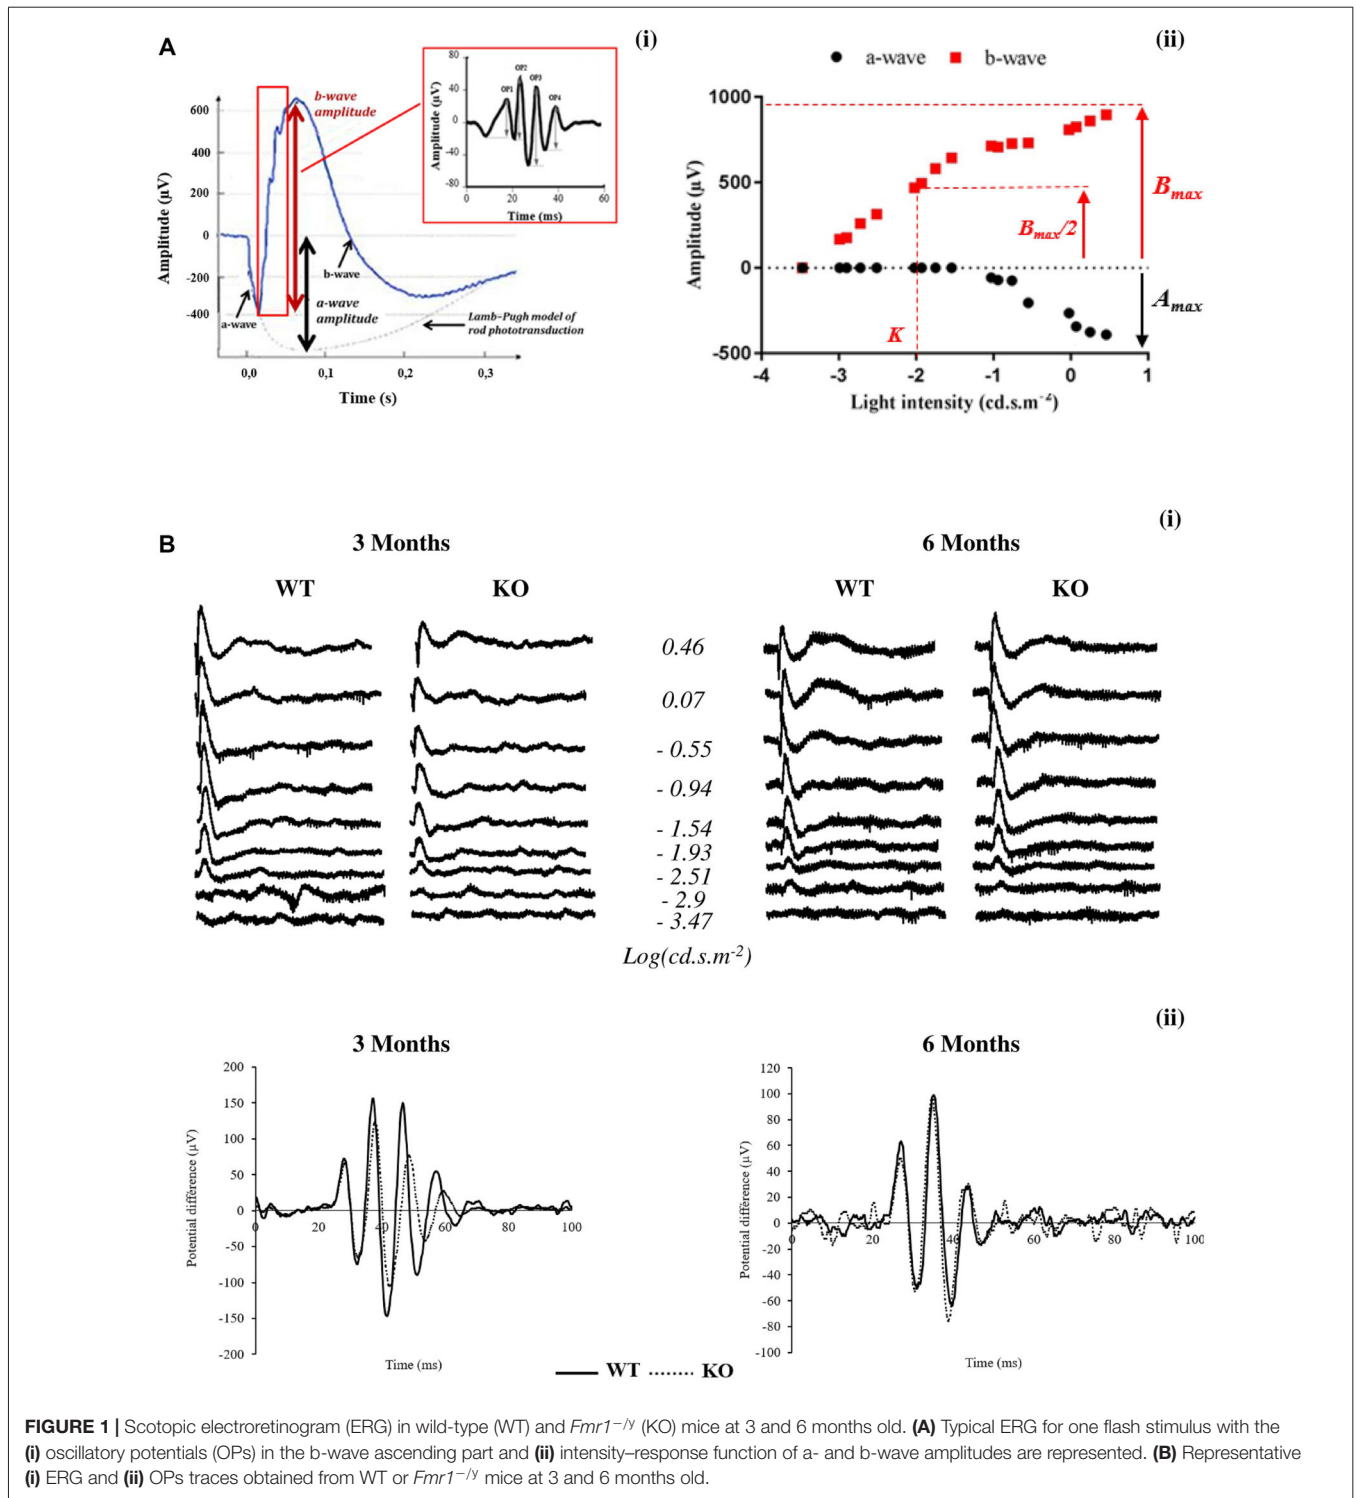 A
(i)
(ii)
600
400
200
0
-200
-400
Amplitude (µV)
0,0
0,1
0,2
0,3
Time (s)
b-wave
amplitude
a-wave
amplitude
a-wave
b-wave
Lamb–Pugh model of
rod phototransduction
80
40
0
-40
-80
Amplitude (µV)
OP1
OP2
OP3
OP4
0
20
40
60
Time (ms)
a-wave
b-wave
1000
500
0
-500
Amplitude (µV)
-4
-3
-2
-1
0
1
Light intensity (cd.s.m⁻²)
Bmax
Bmax/2
Amax
K
B
(i)
3 Months
6 Months
WT
KO
WT
KO
0.46
0.07
- 0.55
- 0.94
- 1.54
- 1.93
- 2.51
- 2.9
- 3.47
Log(cd.s.m-2)
(ii)
3 Months
6 Months
200
150
100
50
0
-50
-100
-150
-200
Potential différence (µV)
0
20
40
60
80
100
Time (ms)
120
100
80
60
40
20
0
-20
-40
-60
-80
-100
Potential différence (µV)
0
20
40
60
80
100
Time (ms)
WT
KO
FIGURE 1 | Scotopic electroretinogram (ERG) in wild-type (WT) and Fmr1−/y (KO) mice at 3 and 6 months old. (A) Typical ERG for one flash stimulus with the
(i) oscillatory potentials (OPs) in the b-wave ascending part and (ii) intensity–response function of a- and b-wave amplitudes are represented. (B) Representative
(i) ERG and (ii) OPs traces obtained from WT or Fmr1−/y mice at 3 and 6 months old.